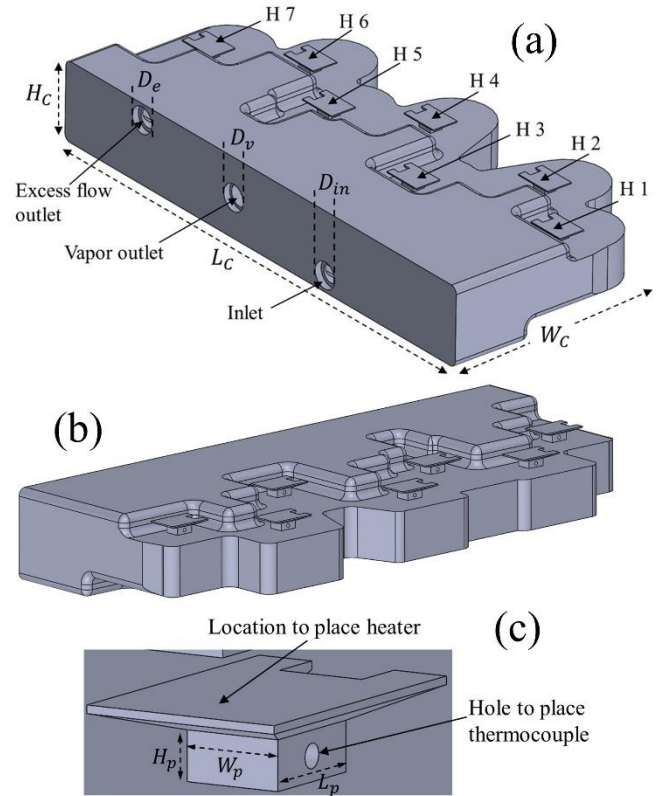 (a)
H 7
H 6
H 5
H 4
H 3
H 2
H 1
H_C
D_e
D_v
D_in
Excess flow
outlet
Vapor outlet
L_C
Inlet
W_C
(b)
(c)
Location to place heater
Hole to place
thermocouple
H_p
W_p
L_p